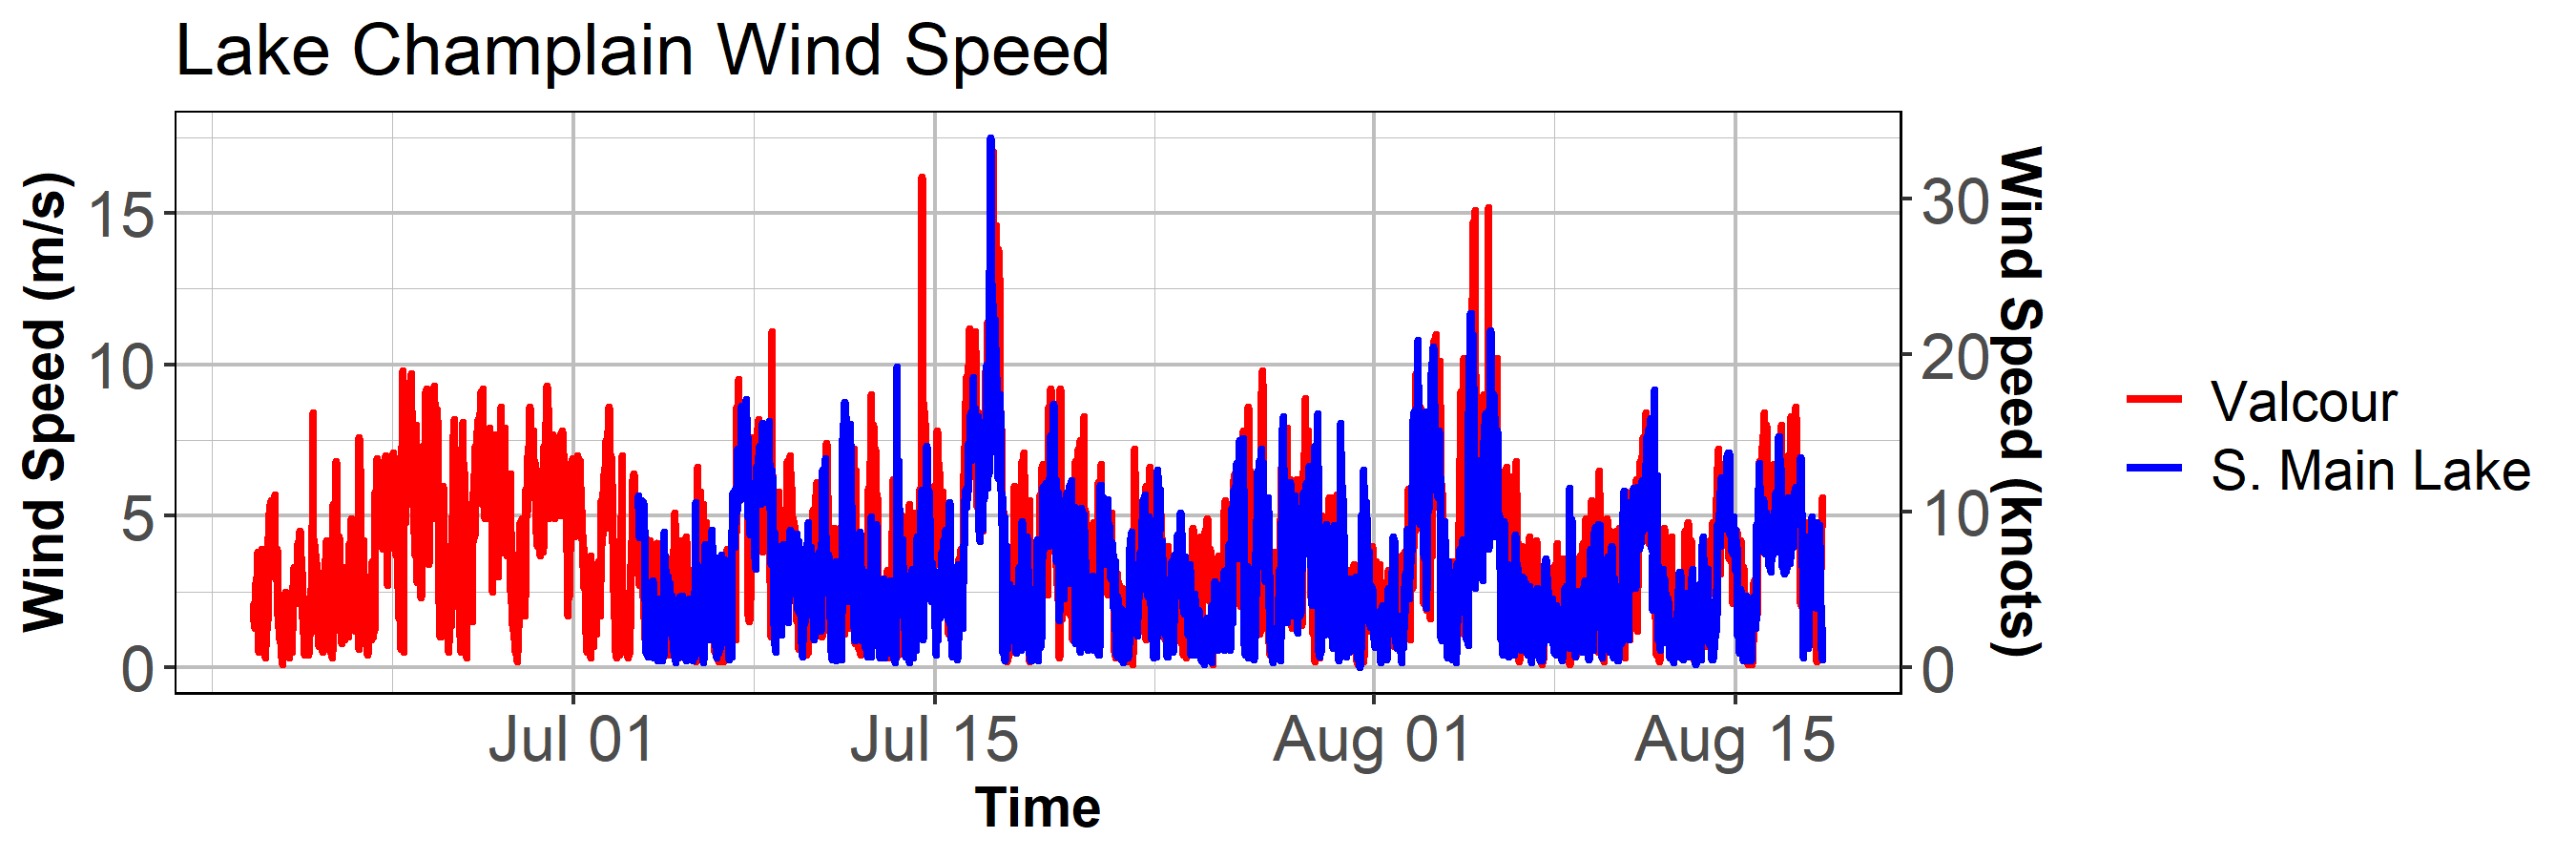 Lake Champlain Wind Speed
Wind Speed (m/s)
15
10
5
0
30
20
10
0
Wind Speed (knots)
Jul 01
Jul 15
Aug 01
Aug 15
Time
Valcour
S. Main Lake